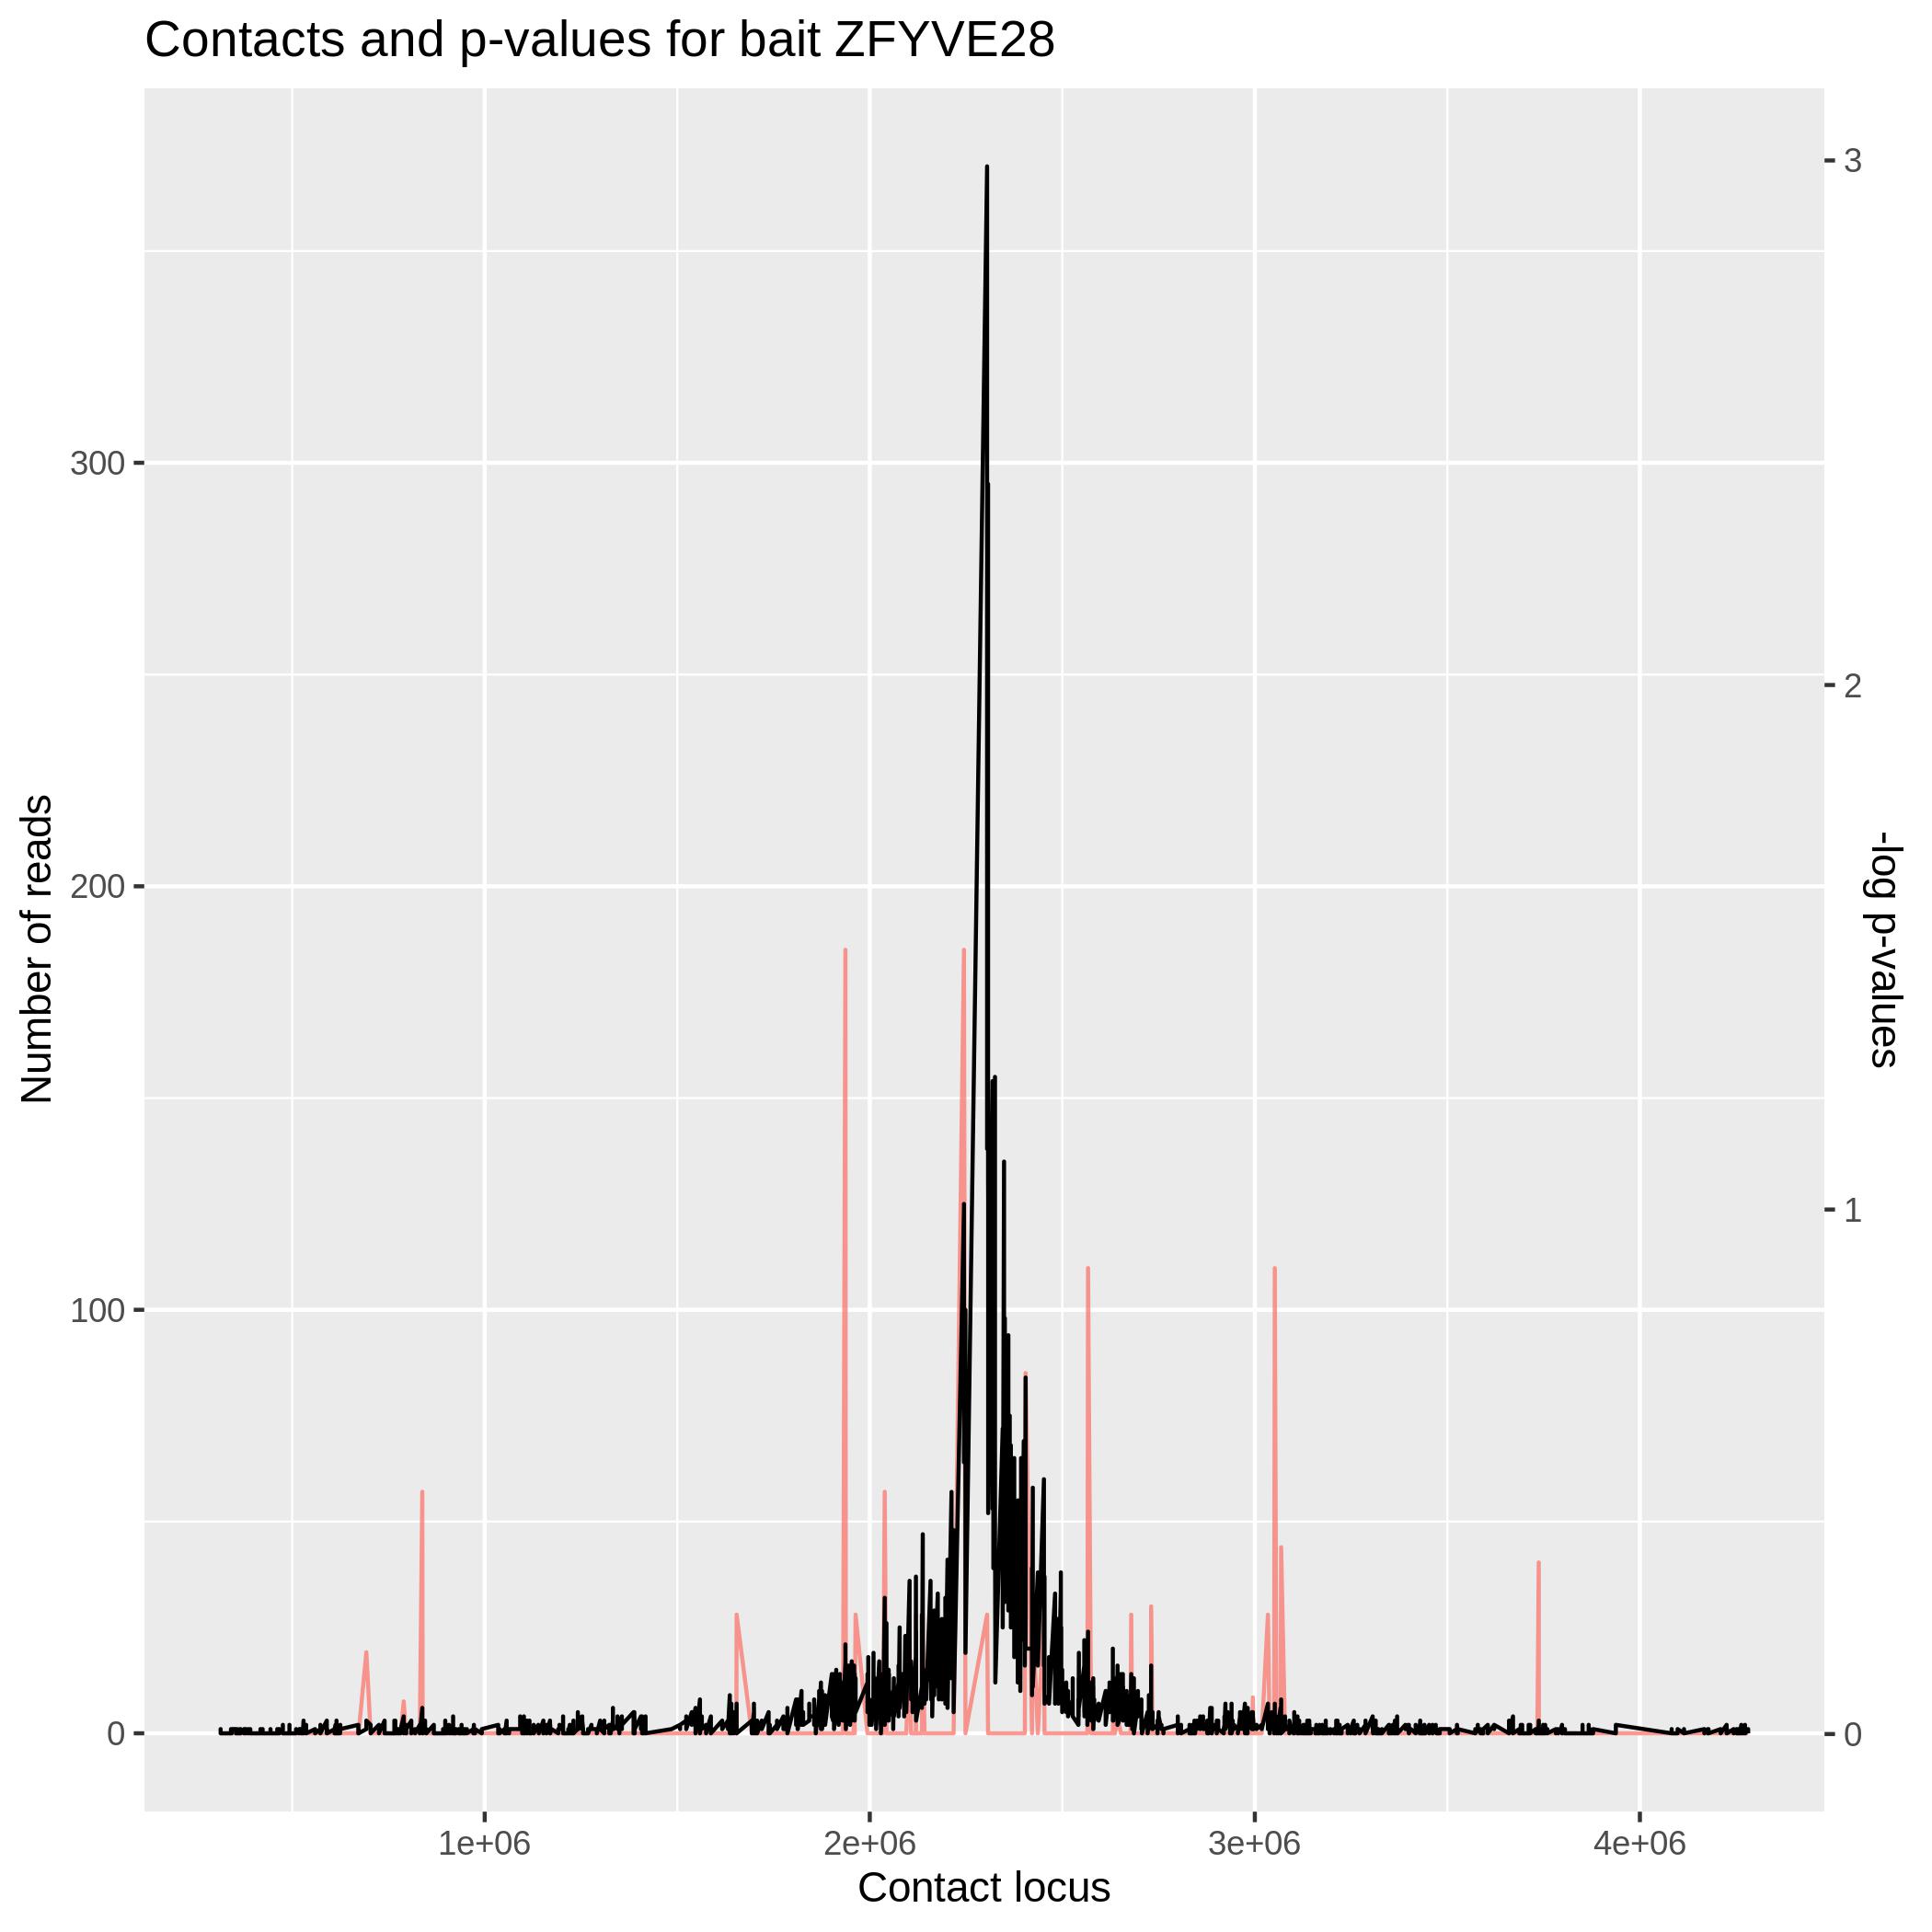 Contacts and p-values for bait ZFYVE28
Number of reads
300
200
100
0
3
2
1
0
-log p-values
1e+06
2e+06
3e+06
4e+06
Contact locus